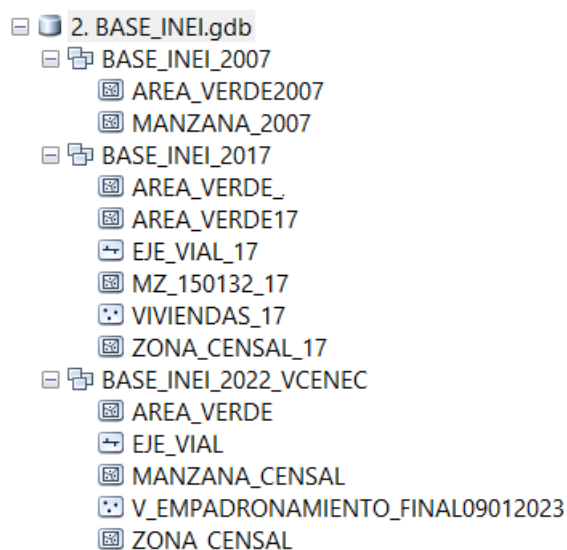 2. BASE_INEI.gdb
BASE_INEI_2007
AREA_VERDE2007
MANZANA_2007
BASE_INEI_2017
AREA_VERDE_.
AREA_VERDE17
EJE_VIAL_17
MZ_150132_17
VIVIENDAS_17
ZONA_CENSAL_17
BASE_INEI_2022_VCENEC
AREA_VERDE
EJE_VIAL
MANZANA_CENSAL
V_EMPADRONAMIENTO_FINAL09012023
ZONA_CENSAL